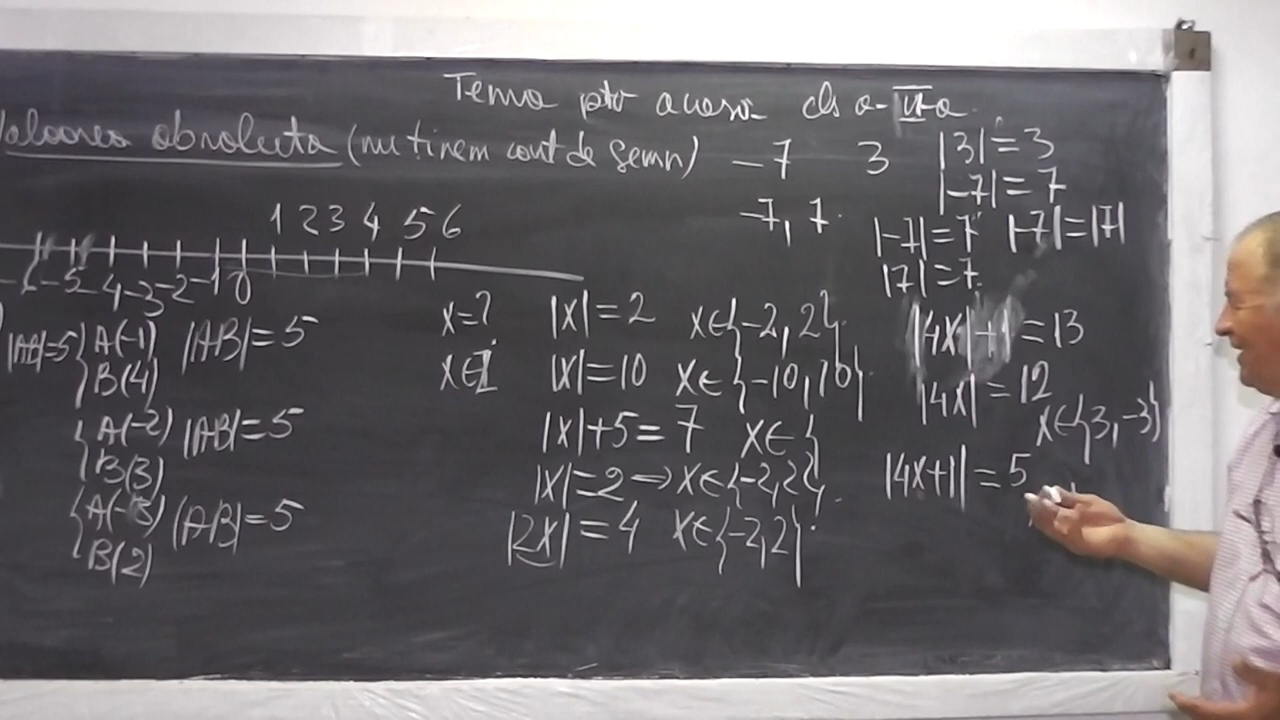 Tema ptr acasa cls a-VI-a
Valoarea absoluta (nu tinem cont de semn) -7 3
|3|=3
|-7|=7
-7, 7
|-7|=7 |-7|=|7|
|7|=7
1 2 3 4 5 6
-6 -5 -4 -3 -2 -1 0
|AB|=5 { A(-1) B(4) |AB|=5
{ A(-2) B(3) |AB|=5
{ A(-3) B(2) |AB|=5
x=? |x|=2 x∈{-2,2}
x∈Z |x|=10 x∈{-10,10}
|x|+5=7 x∈{
|x|=2 → x∈{-2,2}
|2x|=4 x∈{-2,2}
|4x|+1=13
|4x|=12
x∈{3,-3}
|4x+1|=5